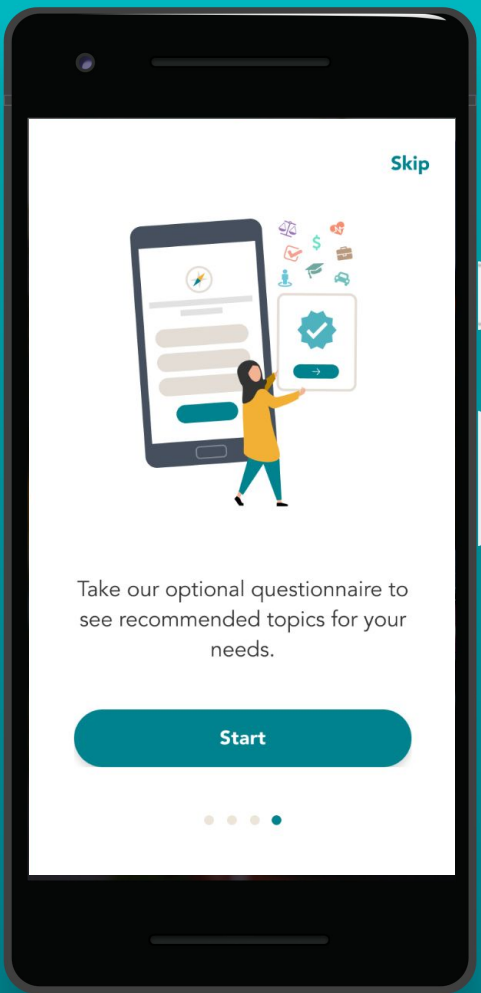 Skip
Take our optional questionnaire to
see recommended topics for your
needs.
Start